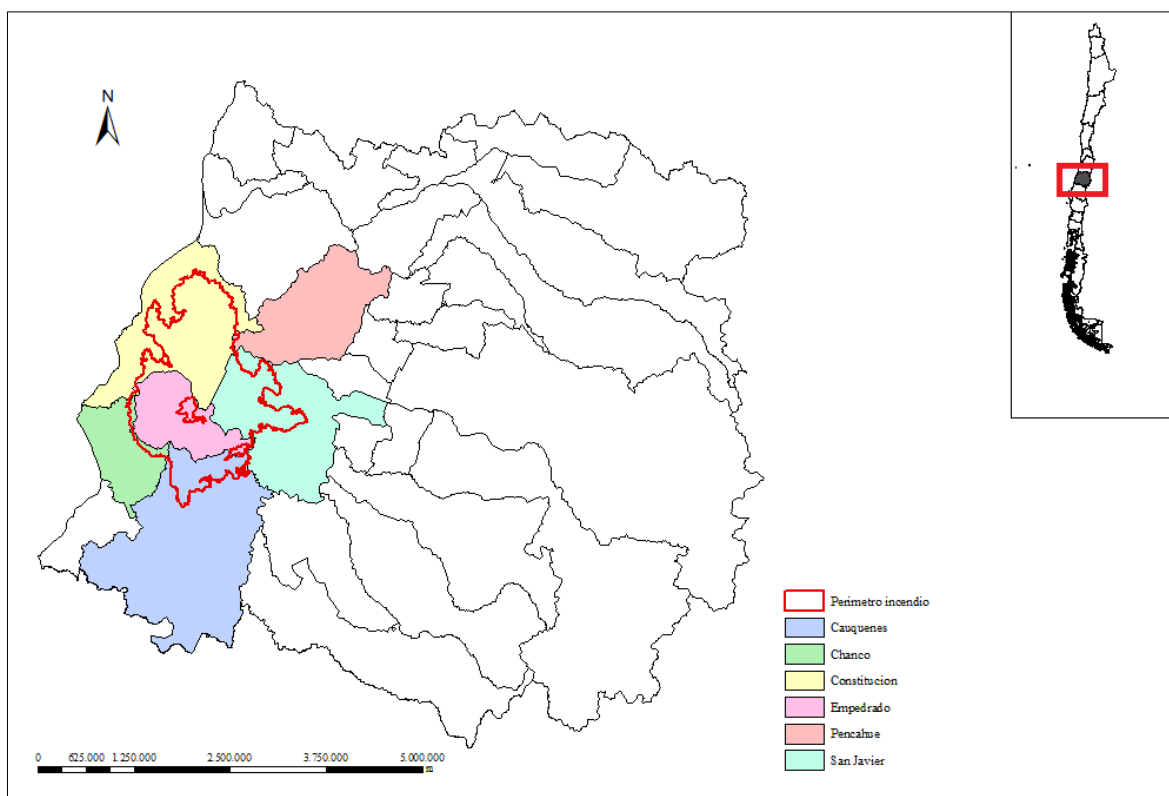 N
Perimetro incendio
Cauquenes
Chanco
Constitucion
Empedrado
Pencahue
San Javier
0 625.000 1.250.000 2.500.000 3.750.000 5.000.000
m